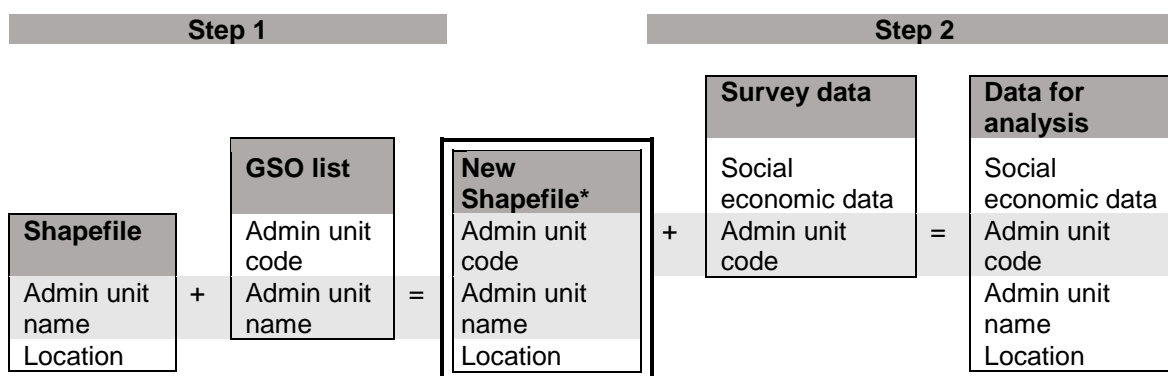 Step 1
Step 2
Shapefile
Admin unit
name
Location
+
GSO list
Admin unit
code
Admin unit
name
=
New
Shapefile*
Admin unit
code
Admin unit
name
Location
+
Survey data
Social
economic data
Admin unit
code
=
Data for
analysis
Social
economic data
Admin unit
code
Admin unit
name
Location